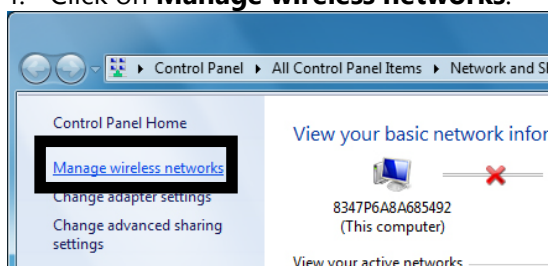 Click on Manage wireless networks.
Control Panel ▸ All Control Panel Items ▸ Network and
Control Panel Home
Manage wireless networks
Change adapter settings
Change advanced sharing
settings
View your basic network
8347P6A8A685492
(This computer)
View your active networks